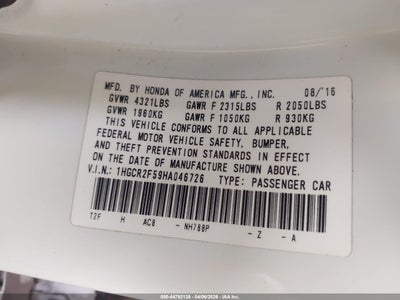 MFD. BY HONDA OF AMERICA MFG., INC. 08/'16
GVWR 4321LBS GAWR F 2315LBS R 2050LBS
GVWR 1960KG GAWR F 1050KG R 930KG
THIS VEHICLE CONFORMS TO ALL APPLICABLE
FEDERAL MOTOR VEHICLE SAFETY, BUMPER,
AND THEFT PREVENTION STANDARDS IN EFFECT
ON THE DATE OF MANUFACTURE SHOWN ABOVE.
V.I.N.: 1HGCR2F59HA046726 TYPE: PASSENGER CAR
T2F H AC8 - NH788P - Z - A
500-44793138 - 04/06/2026 - IAA Inc.